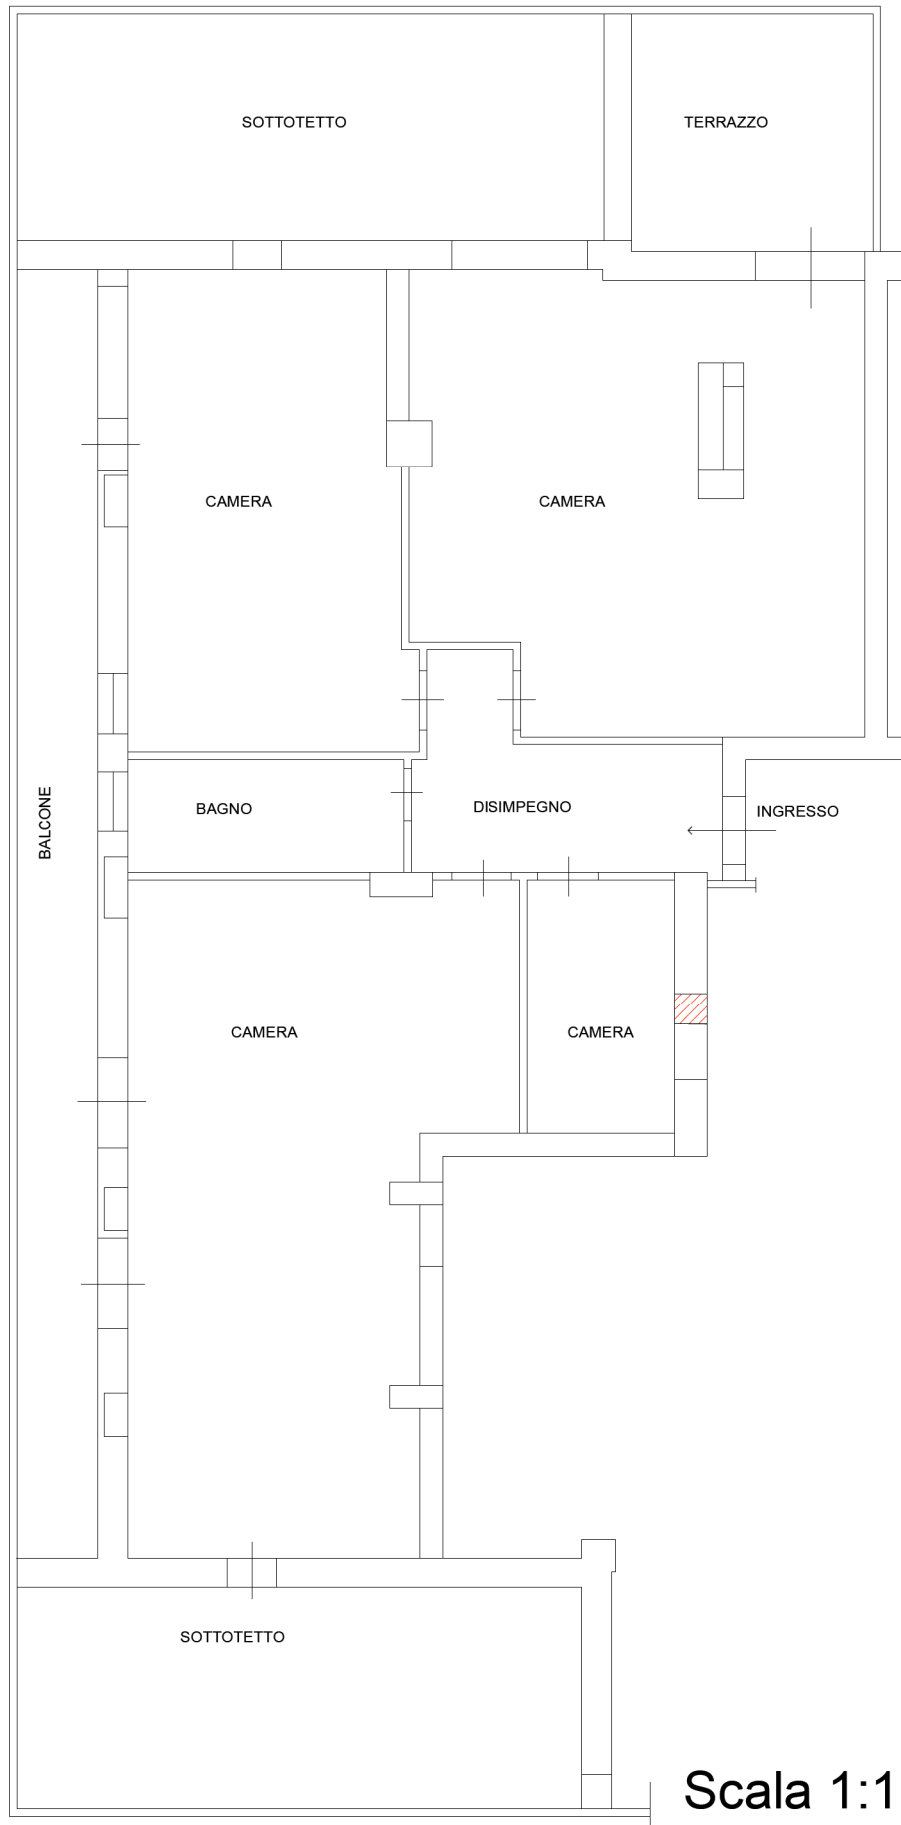 SOTTOTETTO
TERRAZZO
CAMERA
CAMERA
BALCONE
BAGNO
DISIMPEGNO
INGRESSO
CAMERA
CAMERA
SOTTOTETTO
Scala 1:1